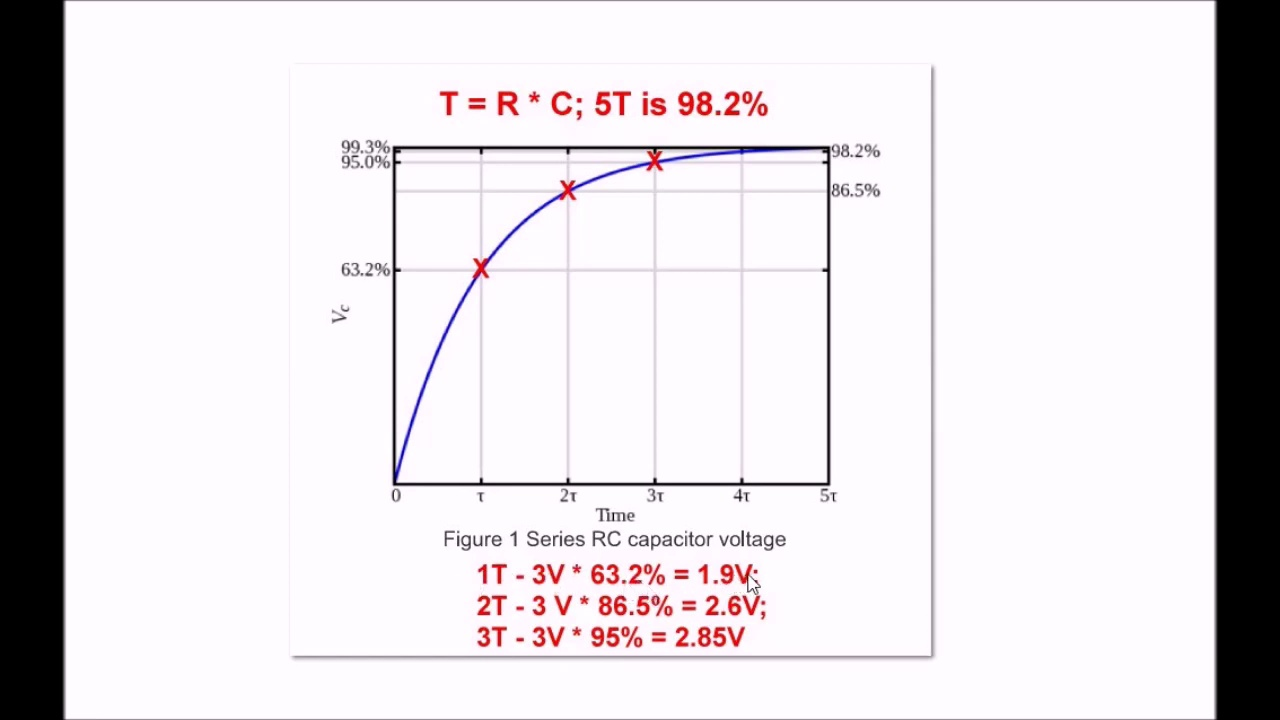 T = R * C; 5T is 98.2%
99.3%
98.2%
95.0%
86.5%
63.2%
Vc
0 τ 2τ 3τ 4τ 5τ
Time
Figure 1 Series RC capacitor voltage
1T - 3V * 63.2% = 1.9V;
2T - 3 V * 86.5% = 2.6V;
3T - 3V * 95% = 2.85V